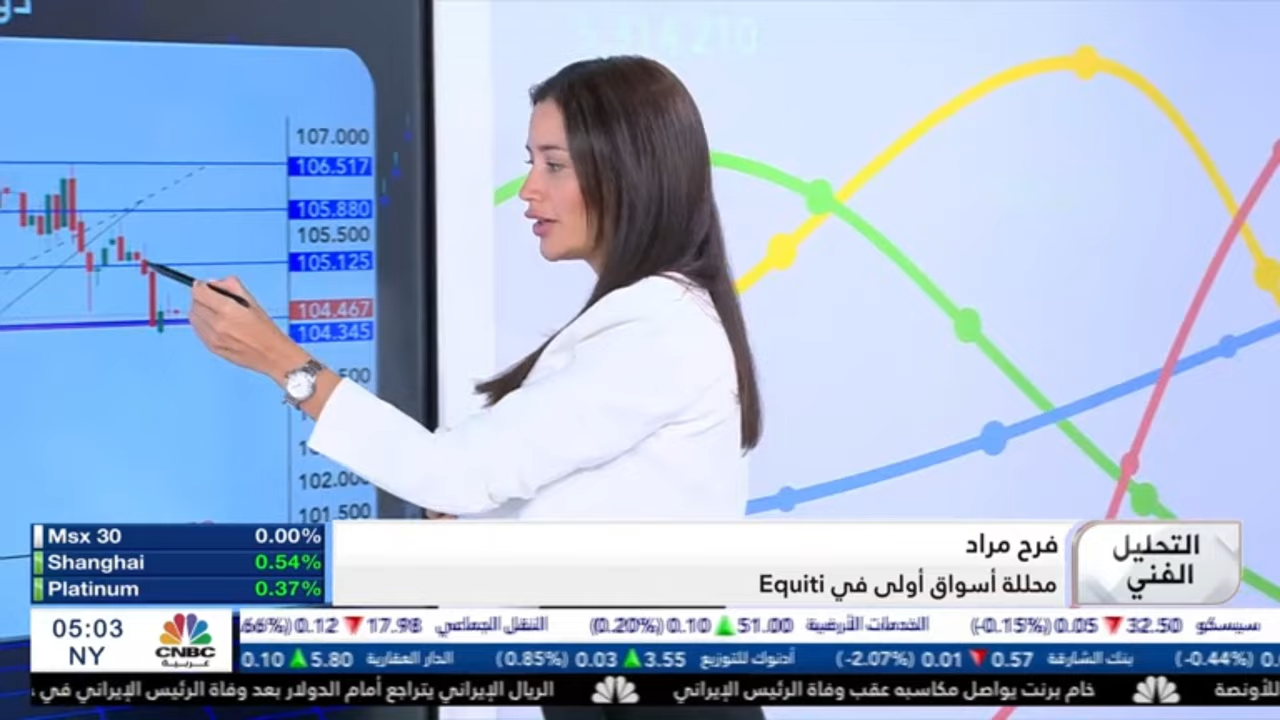 5,314,210
107.000
106.517
105.880
105.500
105.125
104.467
104.345
102.000
101.500
التحليل
الفني
فرح مراد
محللة أسواق أولى في Equiti
Msx 30 0.00%
Shanghai 0.54%
Platinum 0.37%
05:03
NY
CNBC
عربية
سيسكو 32.50 ▼ 0.05 (-0.15%) الخدمات الأرضية 51.00 ▲ 0.10 (0.20%) النقل الجماعي 17.98 ▼ 0.12
(-0.44%) بنك الشارقة 0.57 ▼ 0.01 (-2.07%) أدنوك للتوزيع 3.55 ▲ 0.03 (0.85%) الدار العقارية 5.80 ▲ 0.10
للأونصة خام برنت يواصل مكاسبه عقب وفاة الرئيس الإيراني الريال الإيراني يتراجع أمام الدولار بعد وفاة الرئيس الإيراني في